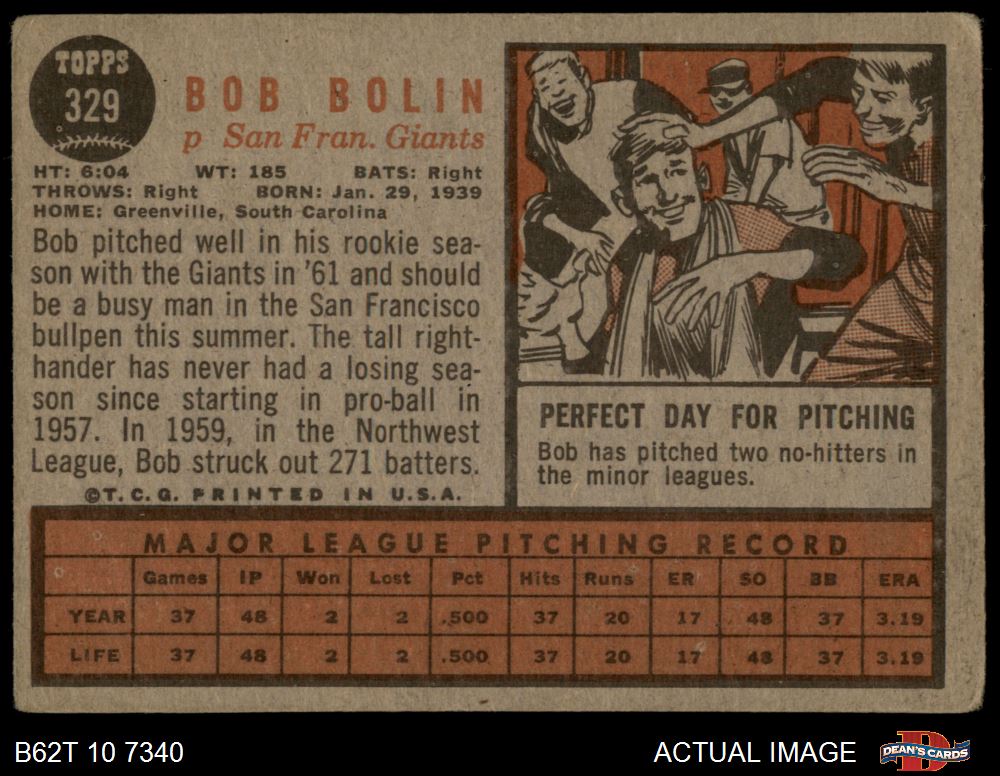 TOPPS
329
BOB BOLIN
p San Fran. Giants
HT: 6:04 WT: 185 BATS: Right
THROWS: Right BORN: Jan. 29, 1939
HOME: Greenville, South Carolina
Bob pitched well in his rookie sea-
son with the Giants in '61 and should
be a busy man in the San Francisco
bullpen this summer. The tall right-
hander has never had a losing sea-
son since starting in pro-ball in
1957. In 1959, in the Northwest
League, Bob struck out 271 batters.
©T.C.G. PRINTED IN U.S.A.
PERFECT DAY FOR PITCHING
Bob has pitched two no-hitters in
the minor leagues.
MAJOR LEAGUE PITCHING RECORD
Games IP Won Lost Pct Hits Runs ER SO BB ERA
YEAR 37 48 2 2 .500 37 20 17 48 37 3.19
LIFE 37 48 2 2 .500 37 20 17 48 37 3.19
B62T 10 7340
ACTUAL IMAGE
D
DEAN'S CARDS